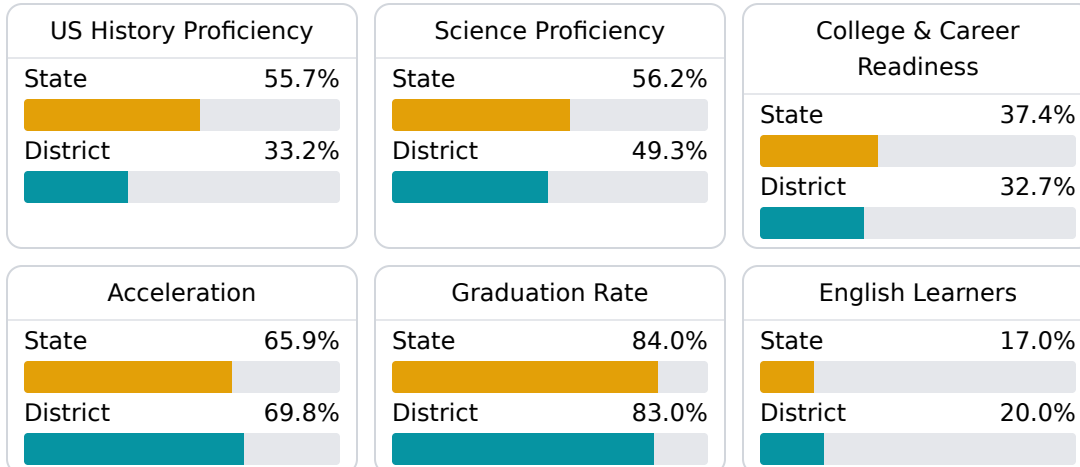 US History Proficiency
State 55.7%
District 33.2%
Science Proficiency
State 56.2%
District 49.3%
College & Career
Readiness
State 37.4%
District 32.7%
Acceleration
State 65.9%
District 69.8%
Graduation Rate
State 84.0%
District 83.0%
English Learners
State 17.0%
District 20.0%